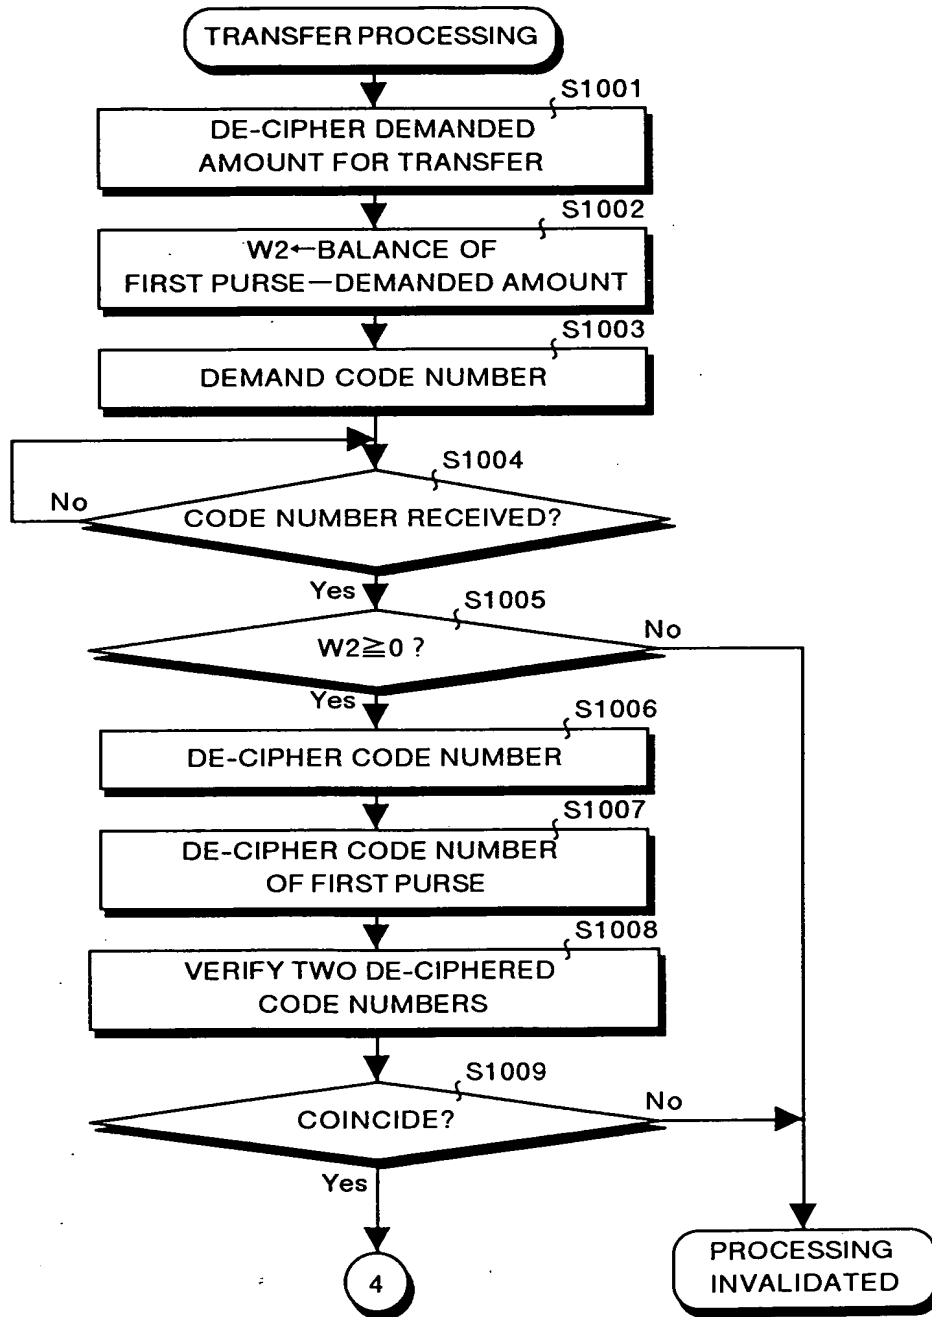 TRANSFER PROCESSING
S1001
DE-CIPHER DEMANDED
AMOUNT FOR TRANSFER
S1002
W2←BALANCE OF
FIRST PURSE—DEMANDED AMOUNT
S1003
DEMAND CODE NUMBER
S1004
No
CODE NUMBER RECEIVED?
Yes
S1005
No
W2≧0 ?
Yes
S1006
DE-CIPHER CODE NUMBER
S1007
DE-CIPHER CODE NUMBER
OF FIRST PURSE
S1008
VERIFY TWO DE-CIPHERED
CODE NUMBERS
S1009
No
COINCIDE?
Yes
4
PROCESSING
INVALIDATED